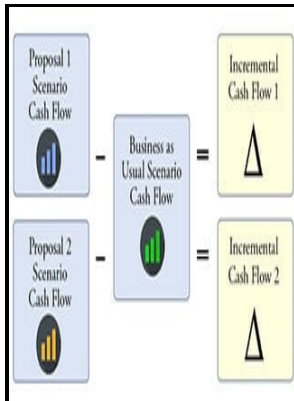 Proposal 1
Scenario
Cash Flow
–
Business as
Usual Scenario
Cash Flow
=
Incremental
Cash Flow 1
Δ
Proposal 2
Scenario
Cash Flow
–
=
Incremental
Cash Flow 2
Δ